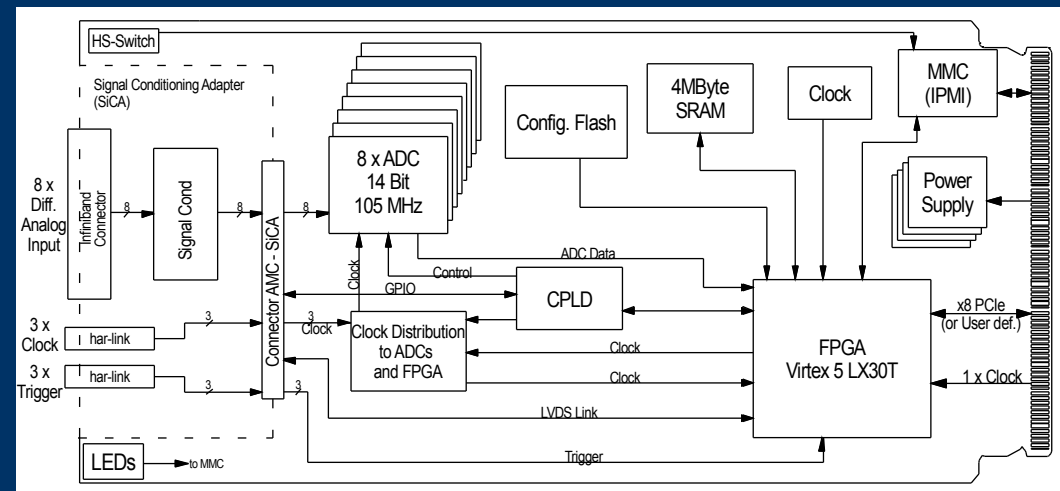 HS-Switch
Signal Conditioning Adapter
(SiCA)
8 x
Diff.
Analog
Input
Infiniband
Connector
8
Signal Cond
8
Connector AMC - SiCA
8
8 x ADC
14 Bit
105 MHz
Config. Flash
4MByte
SRAM
Clock
MMC
(IPMI)
Power
Supply
ADC Data
Clock
Control
GPIO
CPLD
3 x
Clock
har-link
3
3
Clock
Clock Distribution
to ADCs
and FPGA
Clock
Clock
FPGA
Virtex 5 LX30T
x8 PCIe
(or User def.)
1 x Clock
3 x
Trigger
har-link
3
3
LVDS Link
Trigger
LEDs
to MMC